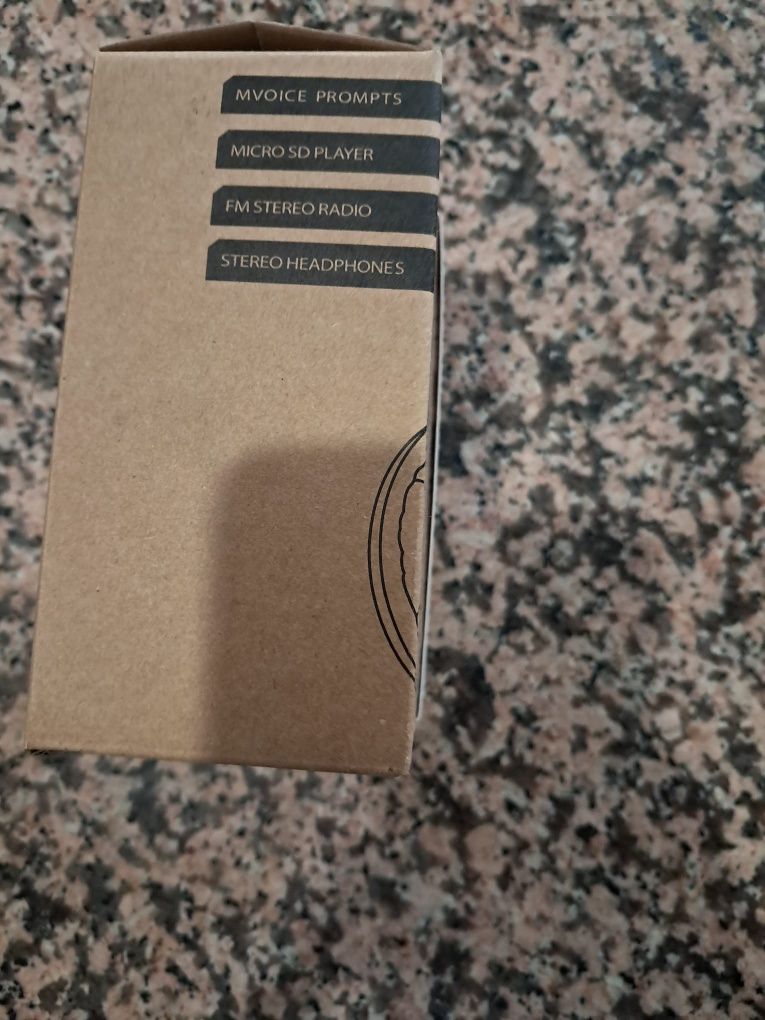 MVOICE PROMPTS
MICRO SD PLAYER
FM STEREO RADIO
STEREO HEADPHONES